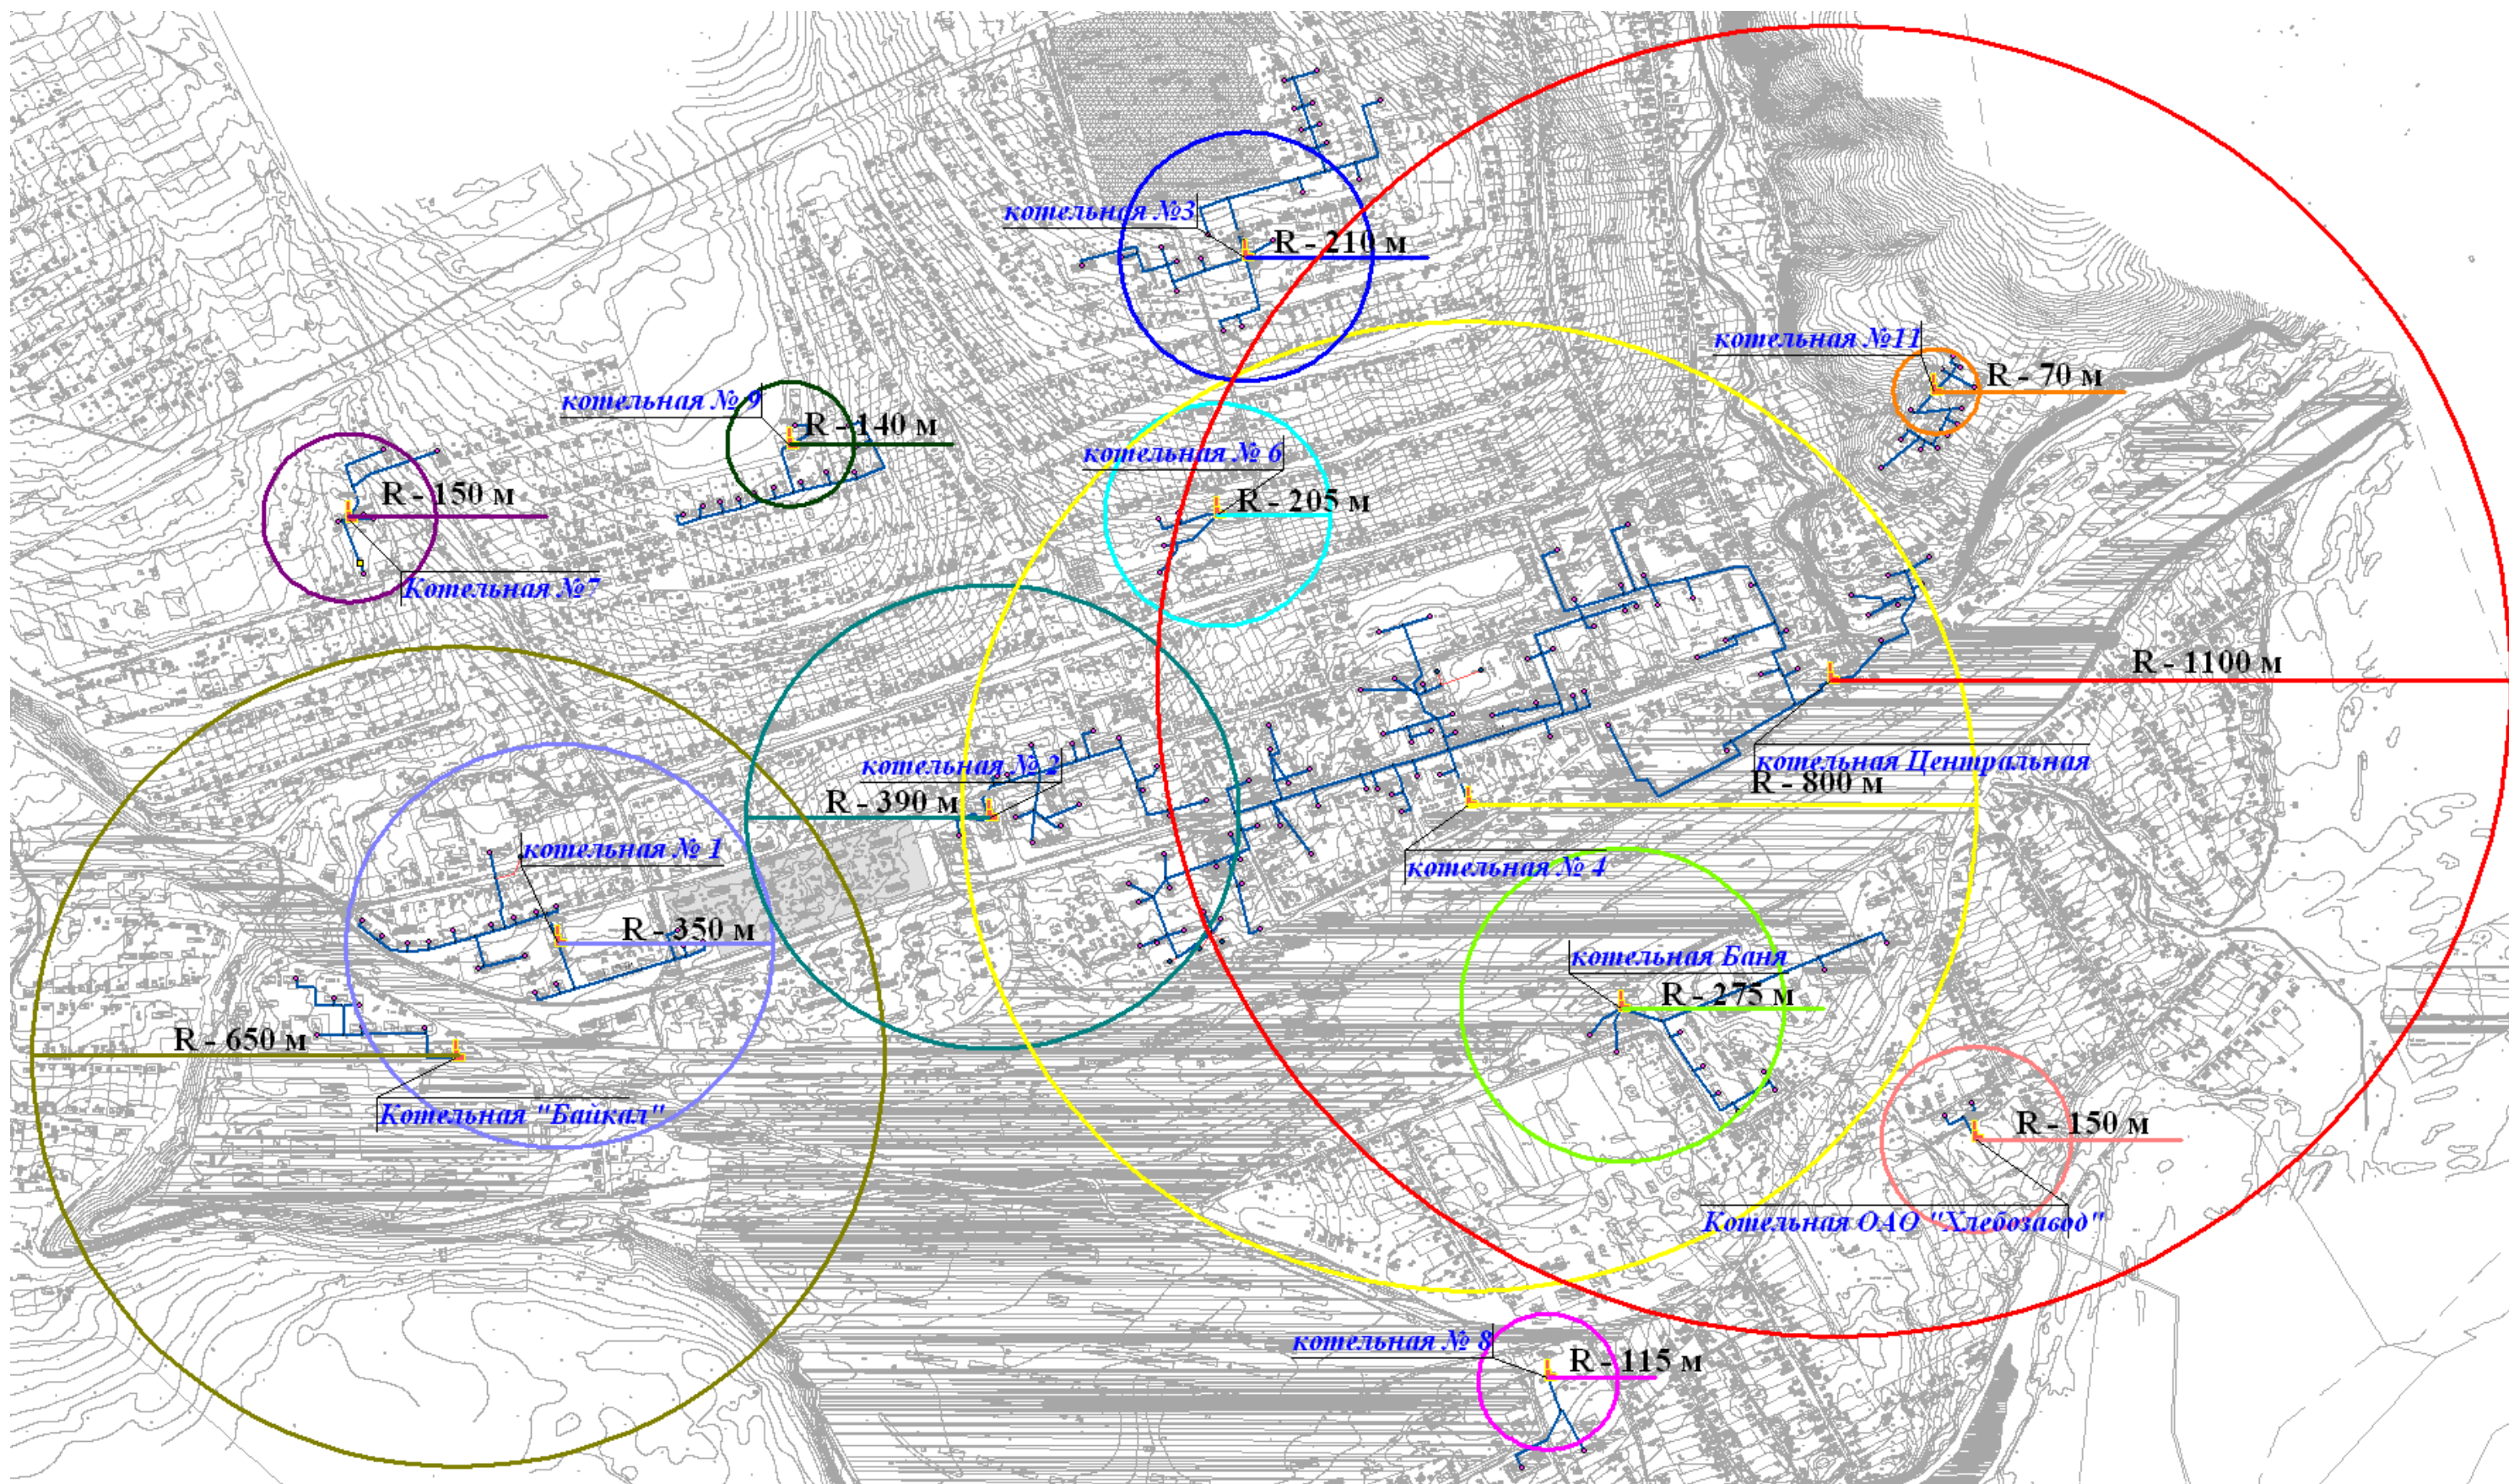 котельная №3
R - 210 м
котельная №11
R - 70 м
котельная № 9
R - 140 м
котельная № 6
R - 205 м
R - 150 м
Котельная №7
R - 1100 м
котельная Центральная
R - 800 м
котельная № 2
R - 390 м
котельная № 4
котельная № 1
R - 350 м
котельная Баня
R - 275 м
R - 650 м
Котельная "Байкал"
R - 150 м
Котельная ОАО "Хлебозавод"
котельная № 8
R - 115 м